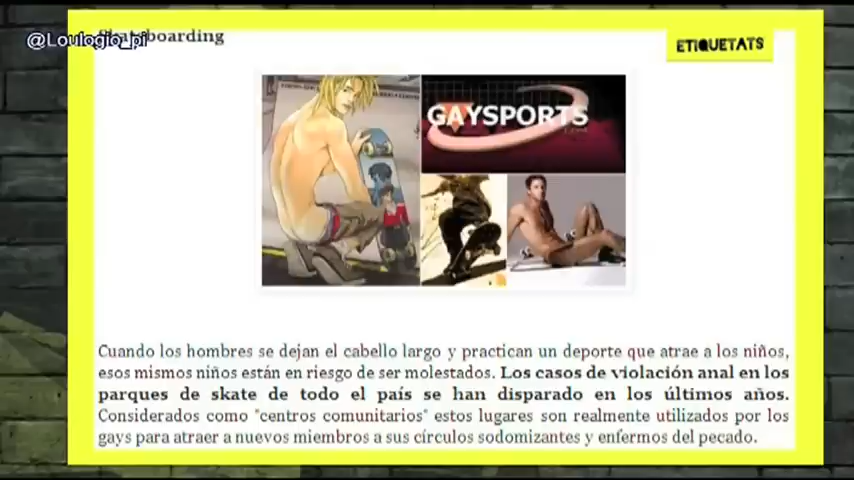 @Loulogio_pi
Skateboarding
ETIQUETATS
GAYSPORTS
Cuando los hombres se dejan el cabello largo y practican un deporte que atrae a los niños,
esos mismos niños están en riesgo de ser molestados. Los casos de violación anal en los
parques de skate de todo el país se han disparado en los últimos años.
Considerados como "centros comunitarios" estos lugares son realmente utilizados por los
gays para atraer a nuevos miembros a sus círculos sodomizantes y enfermos del pecado.